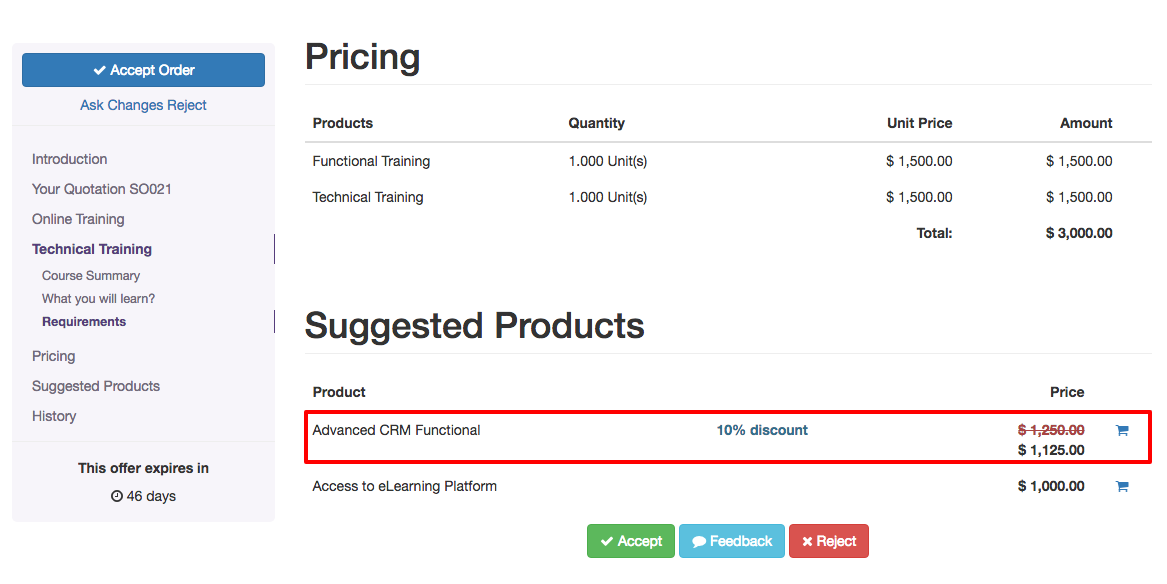 Accept Order
Ask Changes Reject
Introduction
Your Quotation SO021
Online Training
Technical Training
Course Summary
What you will learn?
Requirements
Pricing
Suggested Products
History
This offer expires in
46 days
Pricing
Products Quantity Unit Price Amount
Functional Training 1.000 Unit(s) $ 1,500.00 $ 1,500.00
Technical Training 1.000 Unit(s) $ 1,500.00 $ 1,500.00
Total: $ 3,000.00
Suggested Products
Product Price
Advanced CRM Functional 10% discount $ 1,250.00
$ 1,125.00
Access to eLearning Platform $ 1,000.00
Accept Feedback Reject